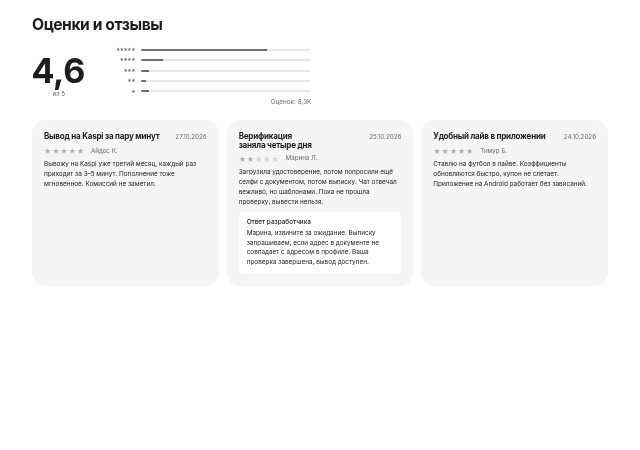 Оценки и отзывы
4,6
из 5
★★★★★
★★★★
★★★
★★
★
Оценок: 8,3K
Вывод на Kaspi за пару минут
27.10.2026
★★★★★ Айдос К.
Вывожу на Kaspi уже третий месяц, каждый раз
приходит за 3–5 минут. Пополнение тоже
мгновенное. Комиссий не заметил.
Верификация
заняла четыре дня
25.10.2026
★★★★★ Марина Л.
Загрузила удостоверение, потом попросили ещё
селфи с документом, потом выписку. Чат отвечал
вежливо, но шаблонами. Пока не прошла
проверку, вывести нельзя.
Ответ разработчика
Марина, извините за ожидание. Выписку
запрашиваем, если адрес в документе не
совпадает с адресом в профиле. Ваша
проверка завершена, вывод доступен.
Удобный лайв в приложении
24.10.2026
★★★★★ Тимур Б.
Ставлю на футбол в лайве. Коэффициенты
обновляются быстро, купон не слетает.
Приложение на Android работает без зависаний.